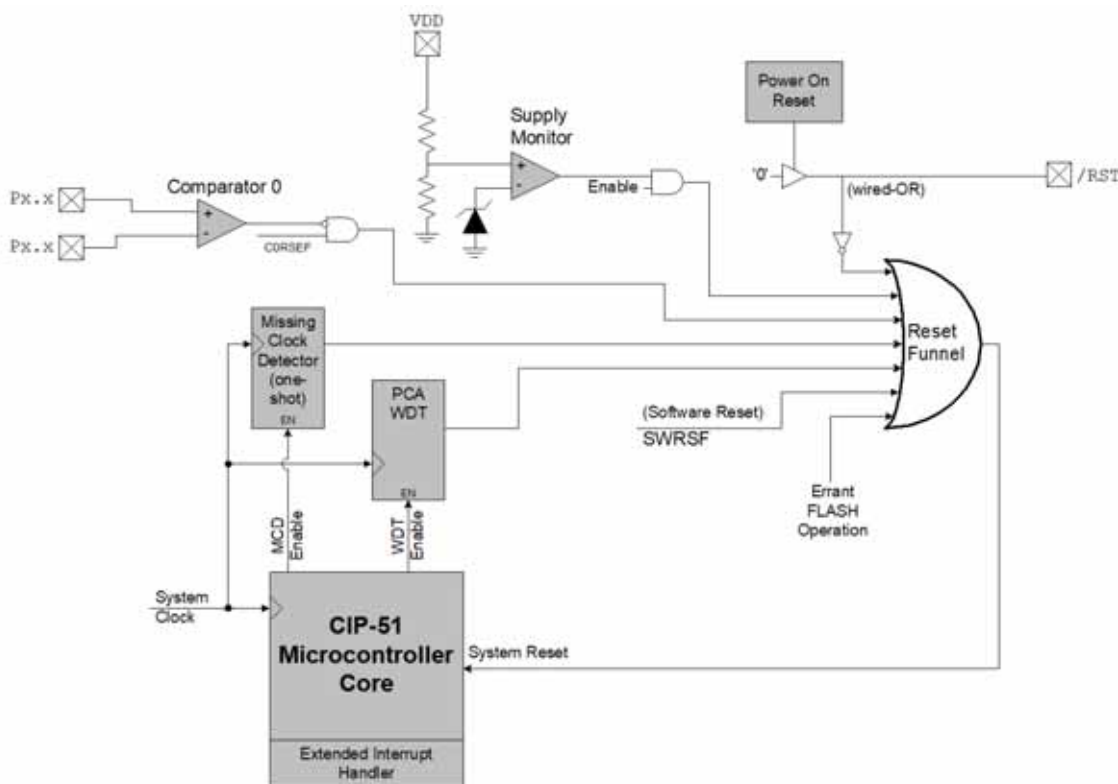 VDD
Power On
Reset
Supply
Monitor
+
-
Enable
'0'
(wired-OR)
/RST
Px.x
Px.x
Comparator 0
+
-
C0RSEF
Missing
Clock
Detector
(one-
shot)
EN
PCA
WDT
EN
Reset
Funnel
(Software Reset)
SWRSF
Errant
FLASH
Operation
MCD
Enable
WDT
Enable
System
Clock
CIP-51
Microcontroller
Core
System Reset
Extended Interrupt
Handler